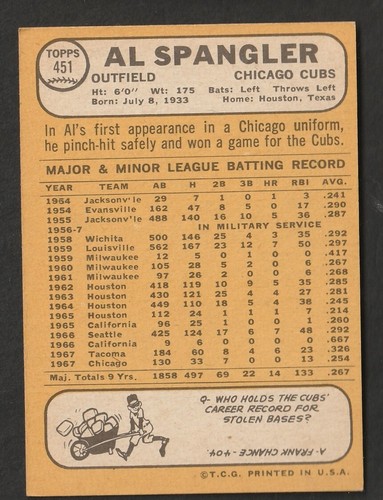 TOPPS
451
AL SPANGLER
OUTFIELD CHICAGO CUBS
Ht: 6'0" Wt: 175 Bats: Left Throws Left
Born: July 8, 1933 Home: Houston, Texas
In Al's first appearance in a Chicago uniform,
he pinch-hit safely and won a game for the Cubs.
MAJOR & MINOR LEAGUE BATTING RECORD
YEAR TEAM AB H 2B 3B HR RBI AVG.
1954 Jacksonv'le 29 7 1 0 1 3 .241
1954 Evansville 162 47 8 5 0 17 .290
1955 Jacksonv'le 488 140 16 10 5 36 .287
1956-7 IN MILITARY SERVICE
1958 Wichita 500 146 25 4 3 35 .292
1959 Louisville 562 167 23 12 7 50 .297
1959 Milwaukee 12 5 0 1 0 0 .417
1960 Milwaukee 105 28 5 2 0 6 .267
1961 Milwaukee 97 26 2 0 0 6 .268
1962 Houston 418 119 10 9 5 35 .285
1963 Houston 430 121 25 4 4 27 .281
1964 Houston 449 110 18 5 4 38 .245
1965 Houston 112 24 1 1 1 7 .214
1965 California 96 25 1 0 0 1 .260
1966 Seattle 425 124 17 6 7 48 .292
1966 California 9 6 0 0 0 0 .667
1967 Tacoma 184 60 8 4 6 23 .326
1967 Chicago 130 33 7 0 0 13 .254
Maj. Totals 9 Yrs. 1858 497 69 22 14 133 .267
Q- WHO HOLDS THE CUBS'
CAREER RECORD FOR
STOLEN BASES?
A-FRANK CHANCE - 404
©T.C.G. PRINTED IN U.S.A.